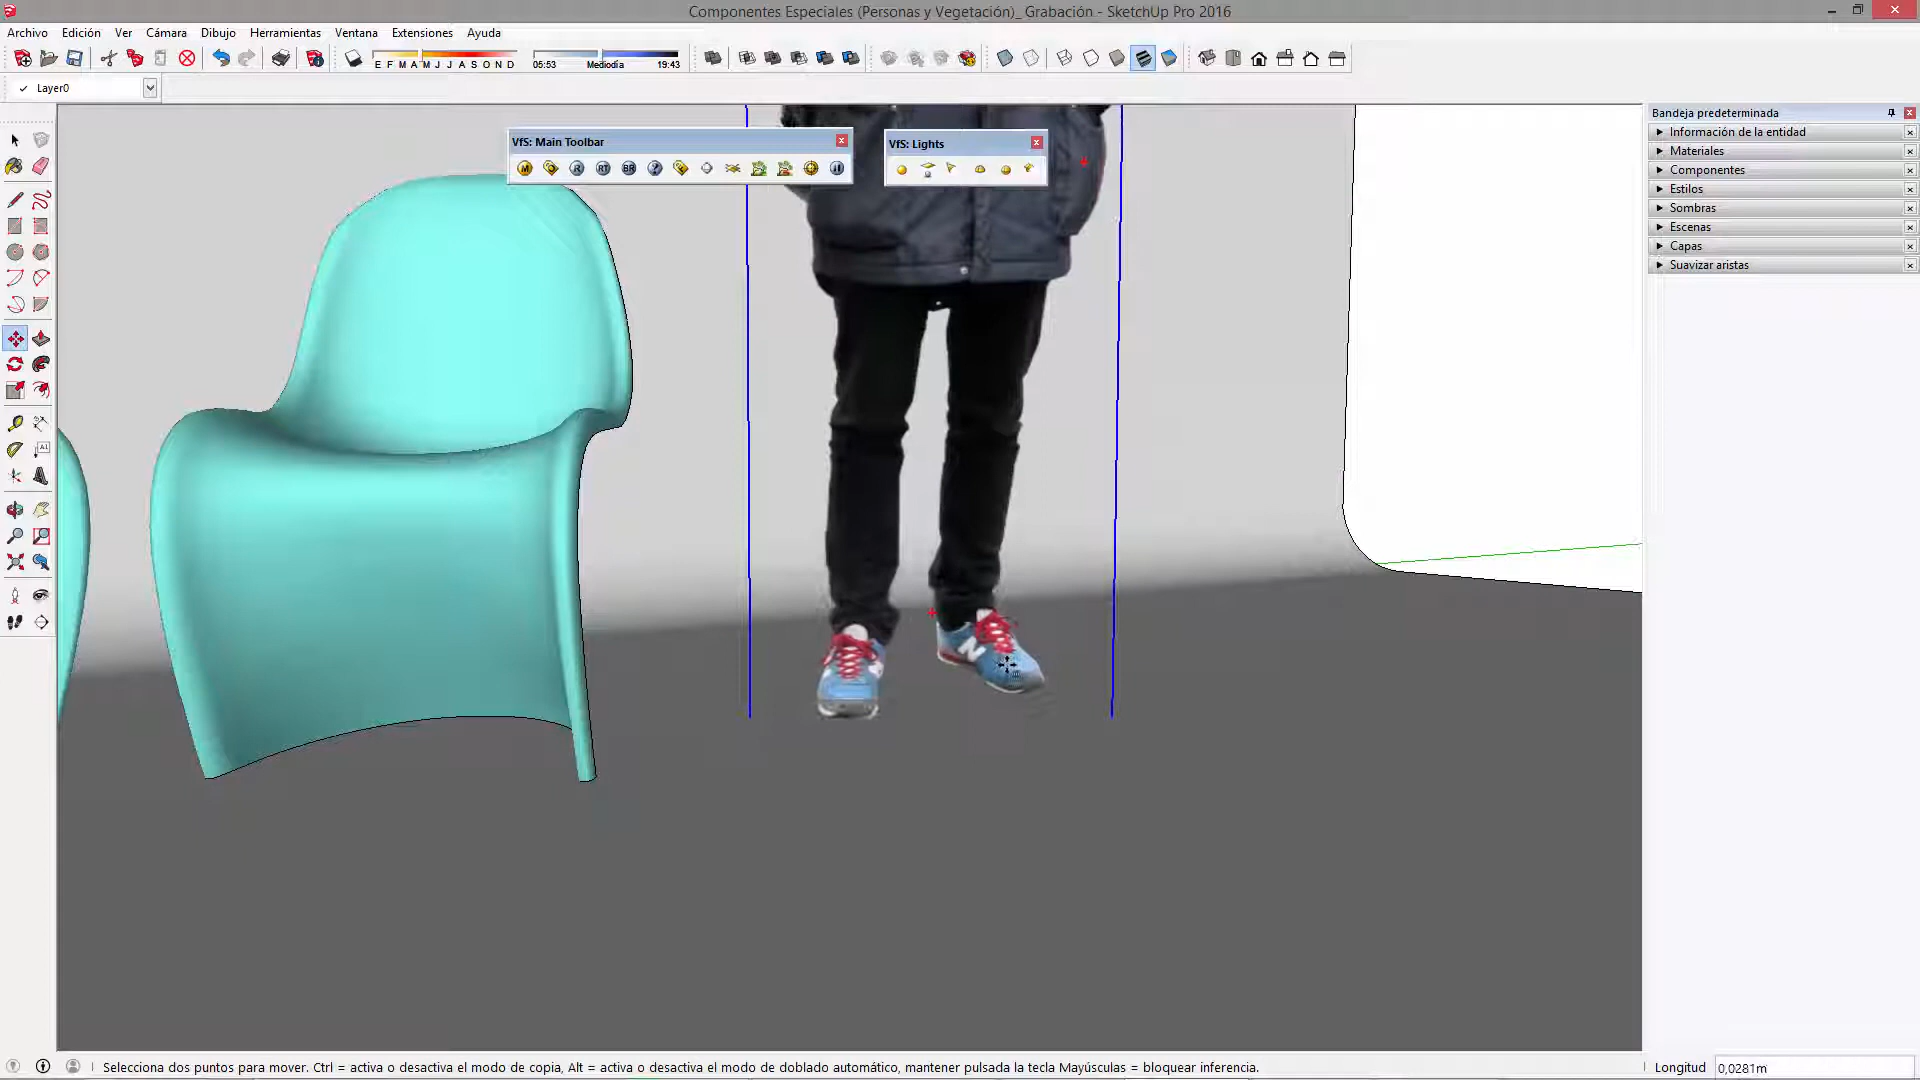 Componentes Especiales (Personas y Vegetación)_ Grabación - SketchUp Pro 2016
Archivo Edición Ver Cámara Dibujo Herramientas Ventana Extensiones Ayuda
E F M A M J J A S O N D
05:53 Mediodía 19:43
Layer0
Bandeja predeterminada
Información de la entidad
Materiales
Componentes
Estilos
Sombras
Escenas
Capas
Suavizar aristas
VfS: Main Toolbar
M O R RT BR ?
VfS: Lights
A1
N
Selecciona dos puntos para mover. Ctrl = activa o desactiva el modo de copia, Alt = activa o desactiva el modo de doblado automático, mantener pulsada la tecla Mayúsculas = bloquear inferencia.
Longitud 0,0281m